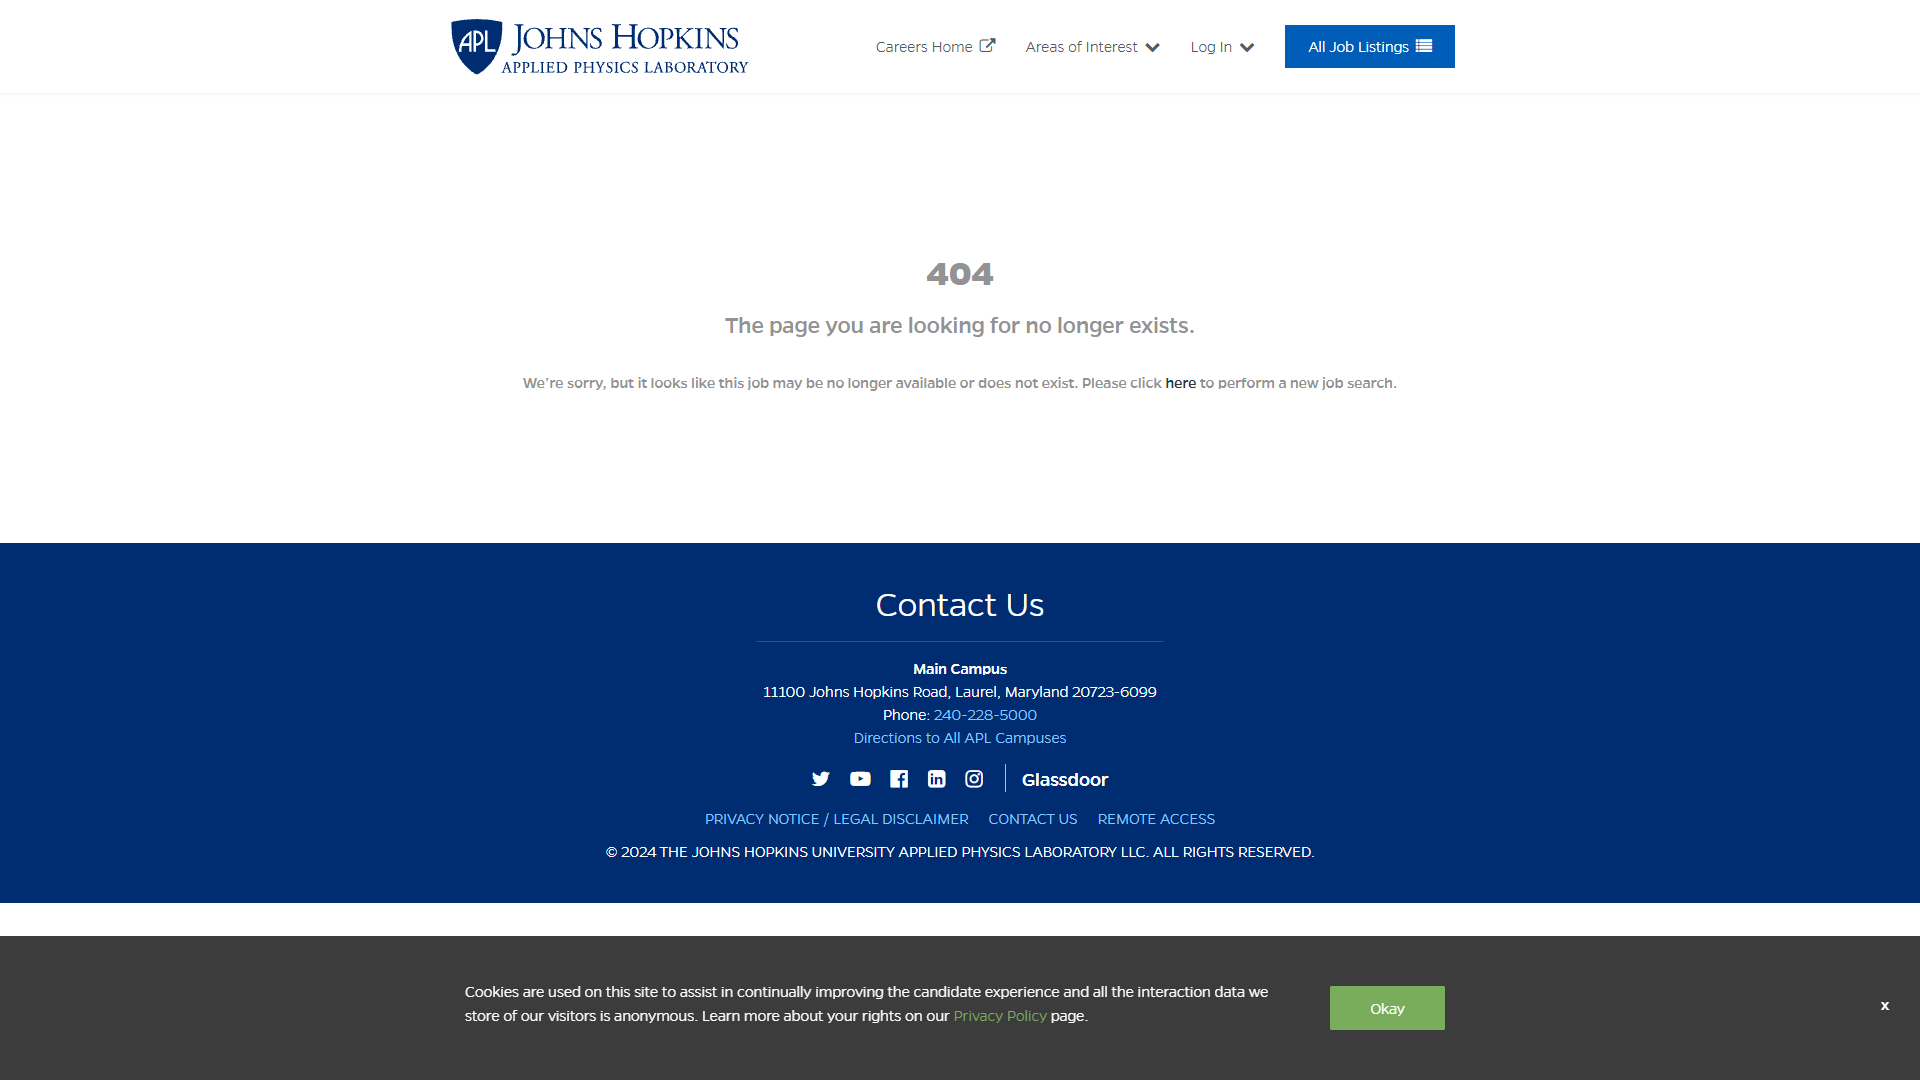 APL JOHNS HOPKINS
APPLIED PHYSICS LABORATORY
Careers Home
Areas of Interest
Log In
All Job Listings
404
The page you are looking for no longer exists.
We're sorry, but it looks like this job may be no longer available or does not exist. Please click here to perform a new job search.
Contact Us
Main Campus
11100 Johns Hopkins Road, Laurel, Maryland 20723-6099
Phone: 240-228-5000
Directions to All APL Campuses
Glassdoor
PRIVACY NOTICE / LEGAL DISCLAIMER CONTACT US REMOTE ACCESS
© 2024 THE JOHNS HOPKINS UNIVERSITY APPLIED PHYSICS LABORATORY LLC. ALL RIGHTS RESERVED.
Cookies are used on this site to assist in continually improving the candidate experience and all the interaction data we
store of our visitors is anonymous. Learn more about your rights on our Privacy Policy page.
Okay
x